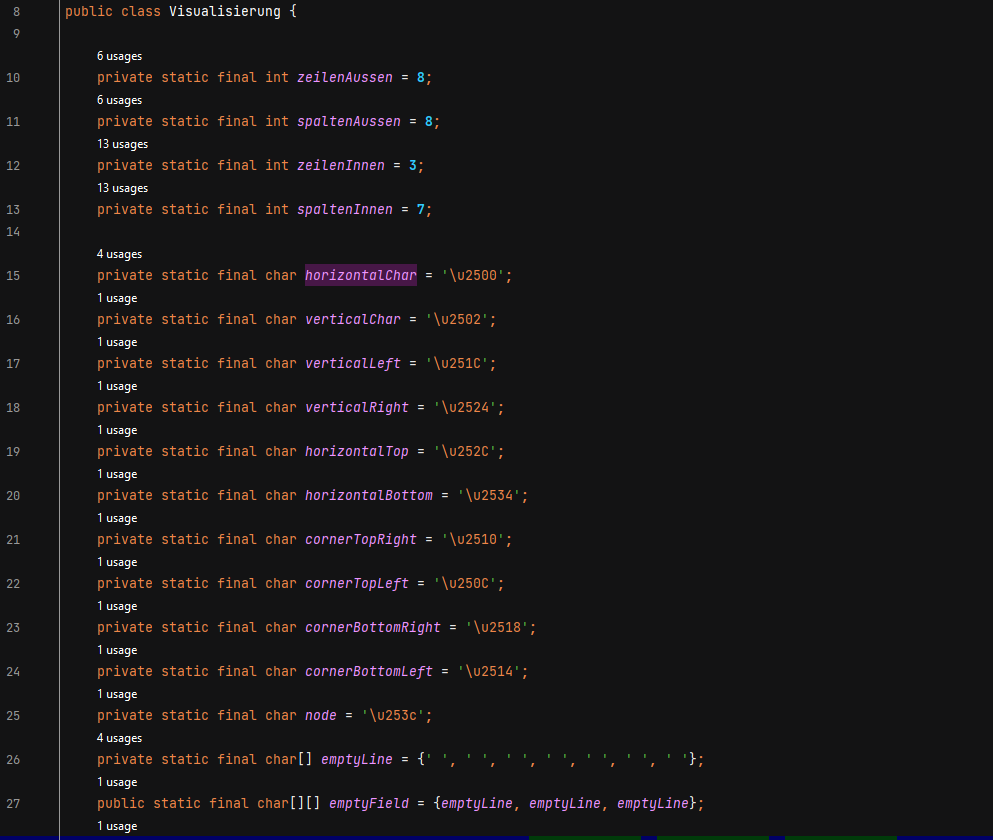 8 public class Visualisierung {
9
6 usages
10 private static final int zeilenAussen = 8;
6 usages
11 private static final int spaltenAussen = 8;
13 usages
12 private static final int zeilenInnen = 3;
13 usages
13 private static final int spaltenInnen = 7;
14
4 usages
15 private static final char horizontalChar = '\u2500';
1 usage
16 private static final char verticalChar = '\u2502';
1 usage
17 private static final char verticalLeft = '\u251C';
1 usage
18 private static final char verticalRight = '\u2524';
1 usage
19 private static final char horizontalTop = '\u252C';
1 usage
20 private static final char horizontalBottom = '\u2534';
1 usage
21 private static final char cornerTopRight = '\u2510';
1 usage
22 private static final char cornerTopLeft = '\u250C';
1 usage
23 private static final char cornerBottomRight = '\u2518';
1 usage
24 private static final char cornerBottomLeft = '\u2514';
1 usage
25 private static final char node = '\u253c';
4 usages
26 private static final char[] emptyLine = {' ', ' ', ' ', ' ', ' ', ' ', ' '};
1 usage
27 public static final char[][] emptyField = {emptyLine, emptyLine, emptyLine};
1 usage